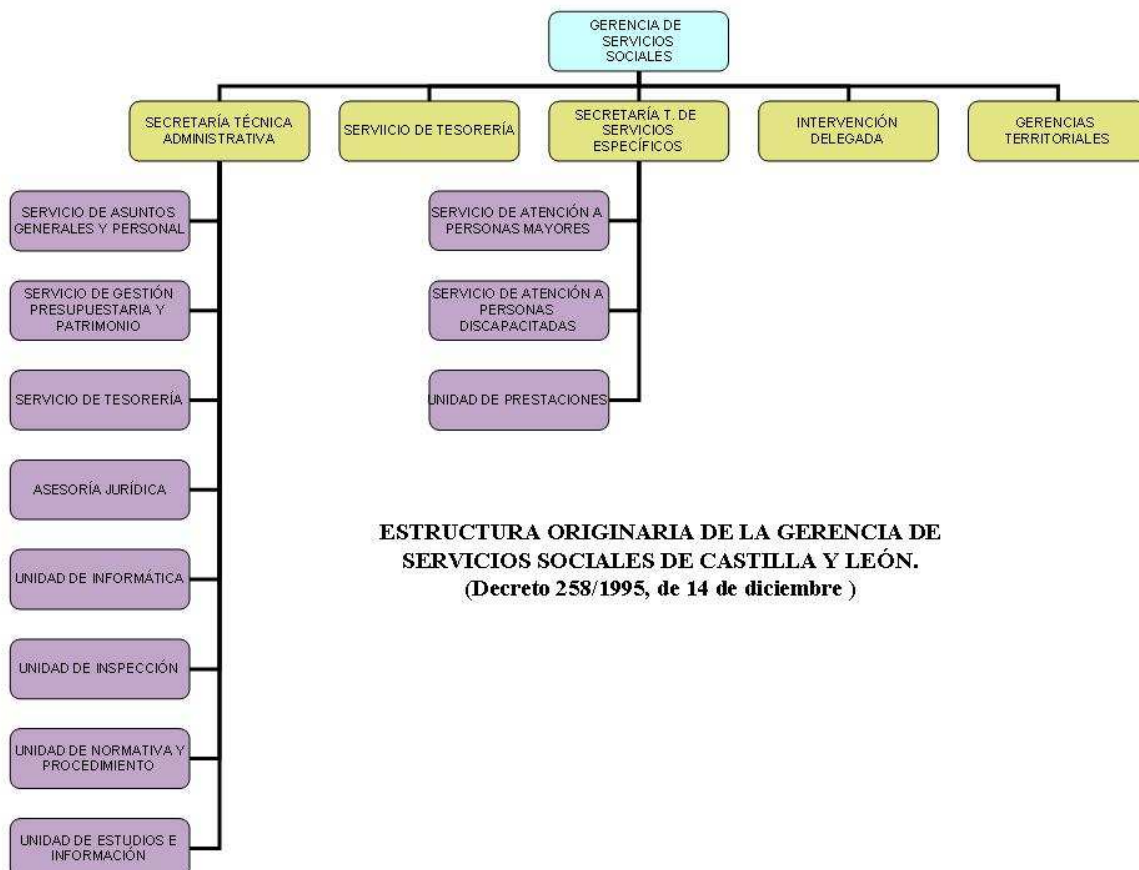 GERENCIA DE
SERVICIOS
SOCIALES
SECRETARÍA TÉCNICA
ADMINISTRATIVA
SERVIICIO DE TESORERÍA
SECRETARÍA T. DE
SERVICIOS
ESPECÍFICOS
INTERVENCIÓN
DELEGADA
GERENCIAS
TERRITORIALES
SERVICIO DE ASUNTOS
GENERALES Y PERSONAL
SERVICIO DE GESTIÓN
PRESUPUESTARIA Y
PATRIMONIO
SERVICIO DE TESORERÍA
ASESORÍA JURÍDICA
UNIDAD DE INFORMÁTICA
UNIDAD DE INSPECCIÓN
UNIDAD DE NORMATIVA Y
PROCEDIMIENTO
UNIDAD DE ESTUDIOS E
INFORMACIÓN
SERVICIO DE ATENCIÓN A
PERSONAS MAYORES
SERVICIO DE ATENCIÓN A
PERSONAS
DISCAPACITADAS
UNIDAD DE PRESTACIONES
ESTRUCTURA ORIGINARIA DE LA GERENCIA DE
SERVICIOS SOCIALES DE CASTILLA Y LEÓN.
(Decreto 258/1995, de 14 de diciembre )